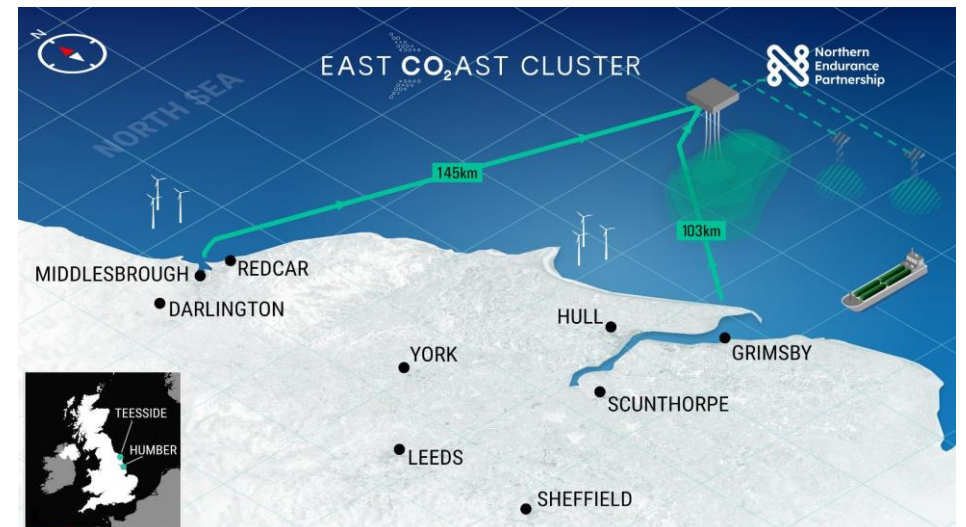 N
EAST CO₂AST CLUSTER
Northern
Endurance
Partnership
NORTH SEA
145km
103km
MIDDLESBROUGH
REDCAR
DARLINGTON
HULL
GRIMSBY
YORK
SCUNTHORPE
LEEDS
SHEFFIELD
TEESSIDE
HUMBER